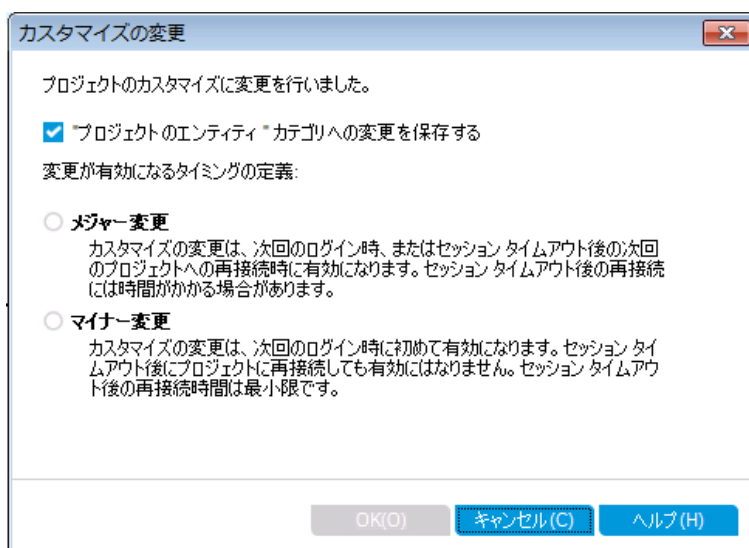 カスタマイズの変更
プロジェクトのカスタマイズに変更を行いました。
"プロジェクトのエンティティ " カテゴリへの変更を保存する
変更が有効になるタイミングの定義:
メジャー変更
カスタマイズの変更は、次回のログイン時、またはセッション タイムアウト後の次回
のプロジェクトへの再接続時に有効になります。セッション タイムアウト後の再接続
には時間がかかる場合があります。
マイナー変更
カスタマイズの変更は、次回のログイン時に初めて有効になります。セッション タイ
ムアウト後にプロジェクトに再接続しても有効にはなりません。セッション タイムアウ
ト後の再接続時間は最小限です。
OK(O) キャンセル(C) ヘルプ(H)